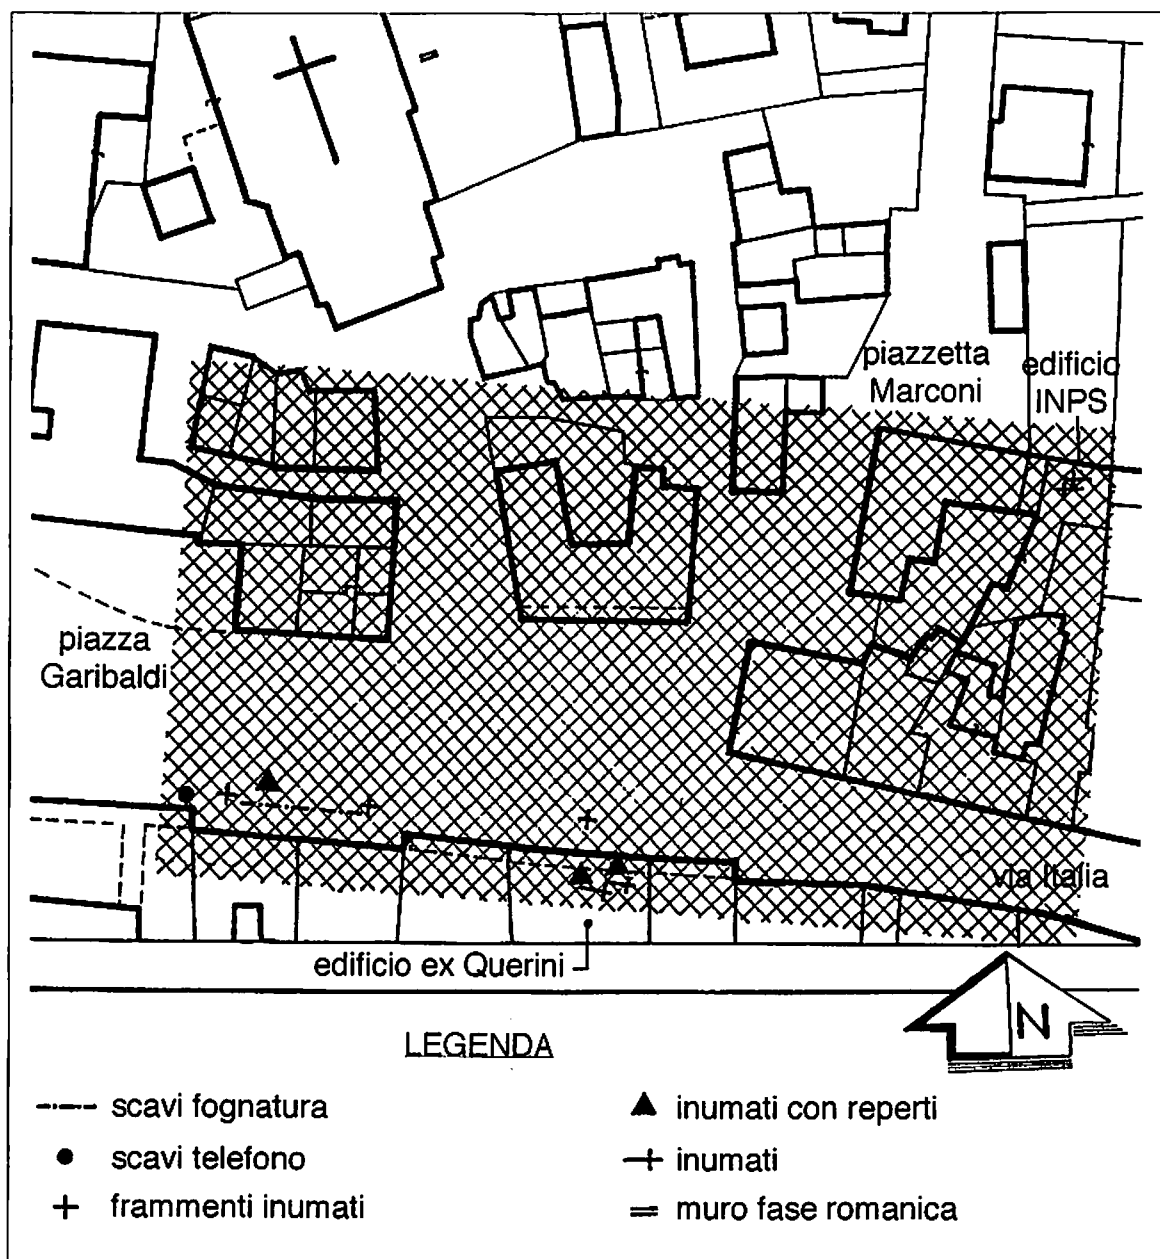 piazzetta
Marconi
edificio
INPS
piazza
Garibaldi
via Italia
edificio ex Querini
N
LEGENDA
scavi fognatura
scavi telefono
frammenti inumati
inumati con reperti
inumati
muro fase romanica